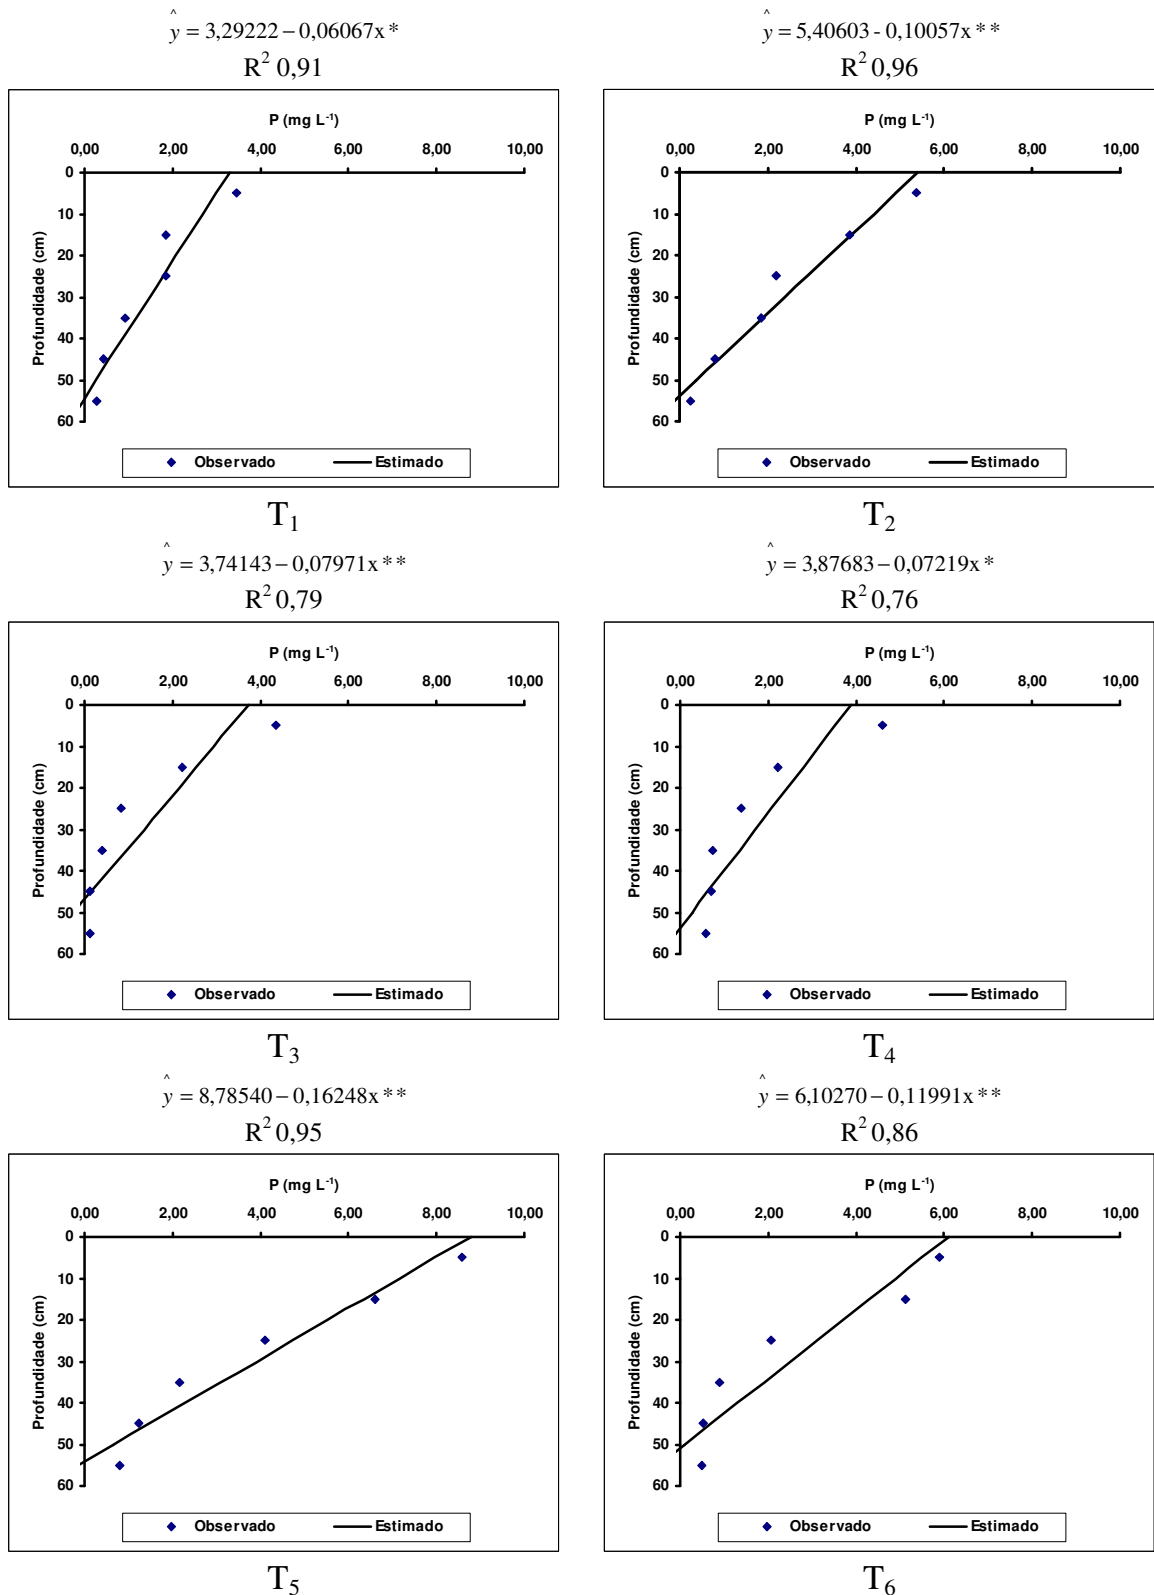 ŷ = 3,29222 – 0,06067x *
R² 0,91
P (mg L⁻¹)
0,00 2,00 4,00 6,00 8,00 10,00
0
10
20
30
40
50
60
Profundidade (cm)
Observado Estimado
T₁
ŷ = 5,40603 - 0,10057x **
R² 0,96
P (mg L⁻¹)
0,00 2,00 4,00 6,00 8,00 10,00
0
10
20
30
40
50
60
Profundidade (cm)
Observado Estimado
T₂
ŷ = 3,74143 – 0,07971x **
R² 0,79
P (mg L⁻¹)
0,00 2,00 4,00 6,00 8,00 10,00
0
10
20
30
40
50
60
Profundidade (cm)
Observado Estimado
T₃
ŷ = 3,87683 – 0,07219x *
R² 0,76
P (mg L⁻¹)
0,00 2,00 4,00 6,00 8,00 10,00
0
10
20
30
40
50
60
Profundidade (cm)
Observado Estimado
T₄
ŷ = 8,78540 – 0,16248x **
R² 0,95
P (mg L⁻¹)
0,00 2,00 4,00 6,00 8,00 10,00
0
10
20
30
40
50
60
Profundidade (cm)
Observado Estimado
T₅
ŷ = 6,10270 – 0,11991x **
R² 0,86
P (mg L⁻¹)
0,00 2,00 4,00 6,00 8,00 10,00
0
10
20
30
40
50
60
Profundidade (cm)
Observado Estimado
T₆